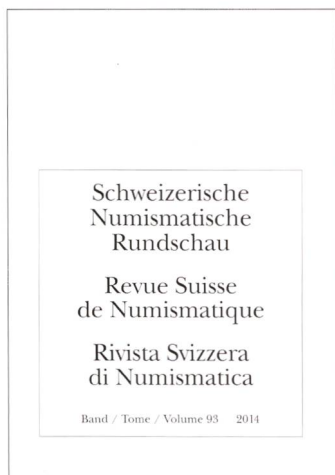 Schweizerische
Numismatische
Rundschau
Revue Suisse
de Numismatique
Rivista Svizzera
di Numismatica
Band / Tome / Volume 93 2014